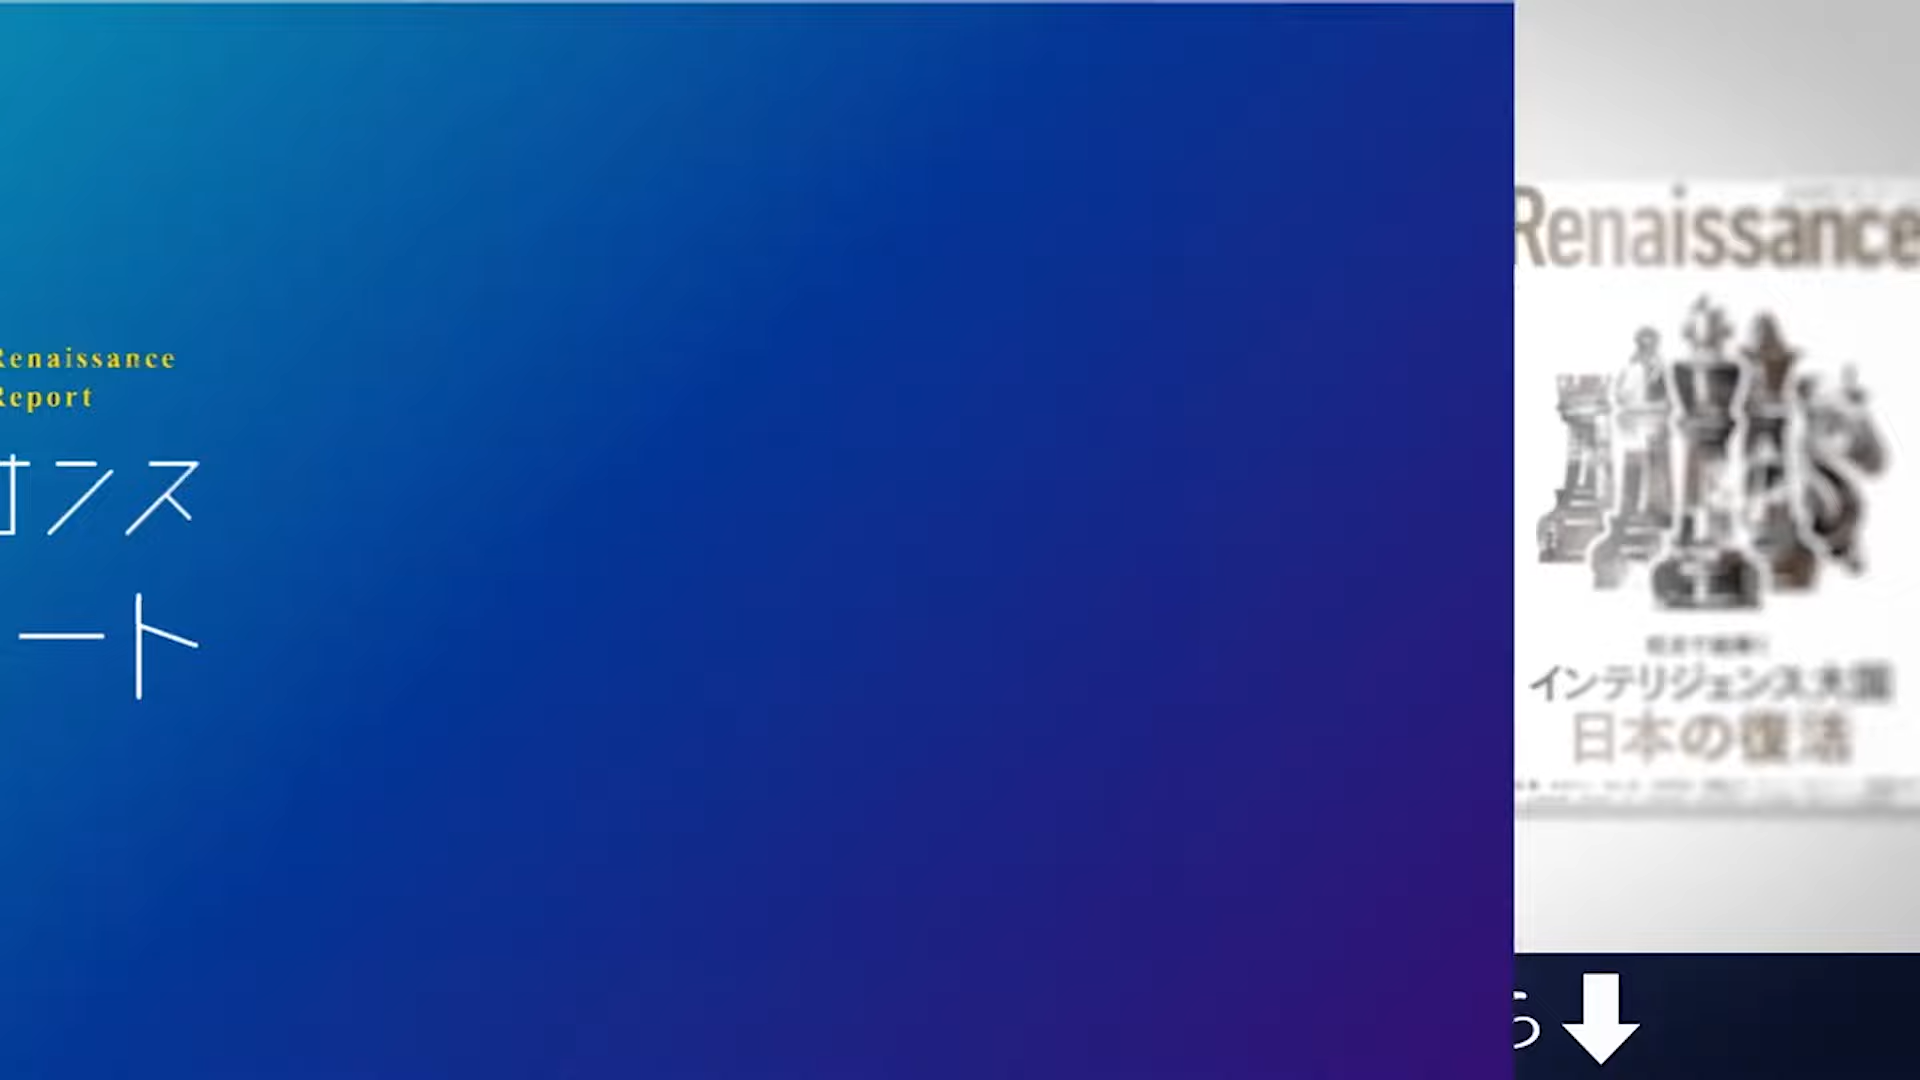 Renaissance
Report
ンス
ート
Renaissance
インテリジェンス大国
日本の復活
ら